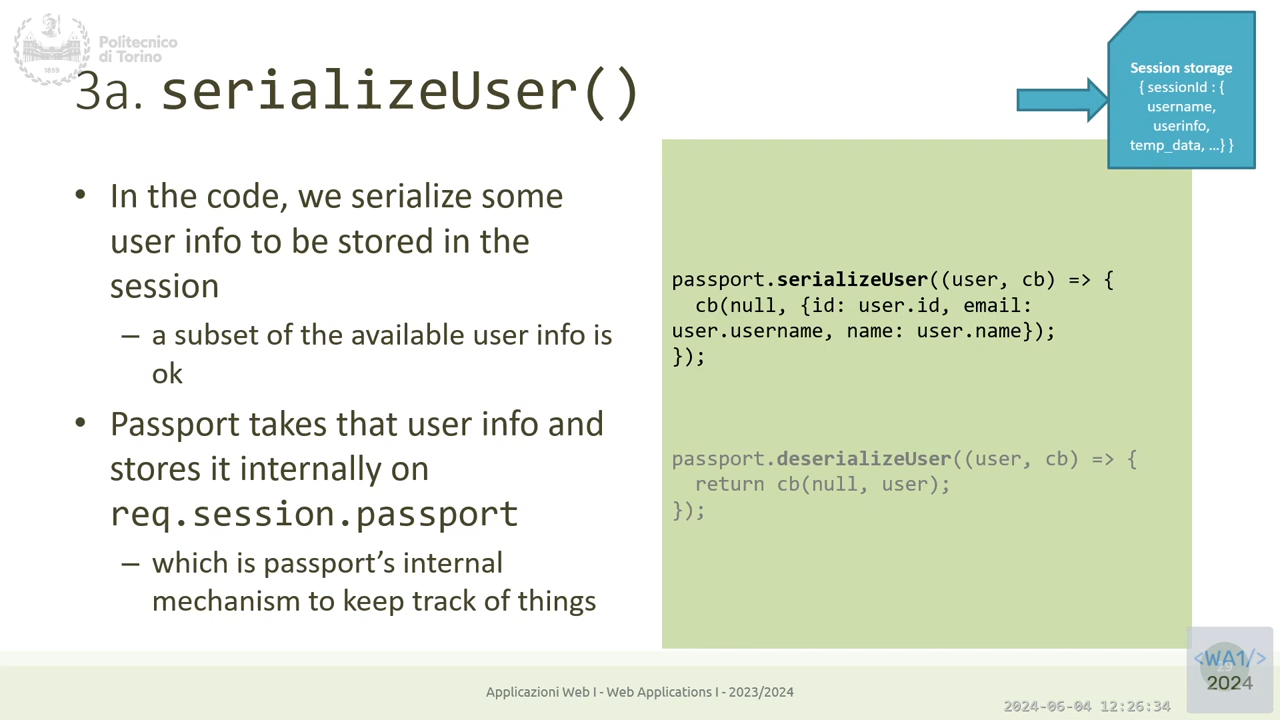 Politecnico
di Torino
1859
3a. serializeUser()
Session storage
{ sessionId : {
username,
userinfo,
temp_data, …} }
• In the code, we serialize some
user info to be stored in the
session
– a subset of the available user info is
ok
• Passport takes that user info and
stores it internally on
req.session.passport
– which is passport’s internal
mechanism to keep track of things
passport.serializeUser((user, cb) => {
cb(null, {id: user.id, email:
user.username, name: user.name});
});
passport.deserializeUser((user, cb) => {
return cb(null, user);
});
Applicazioni Web I - Web Applications I - 2023/2024
2024-06-04 12:26:34
<WA1/>
2024